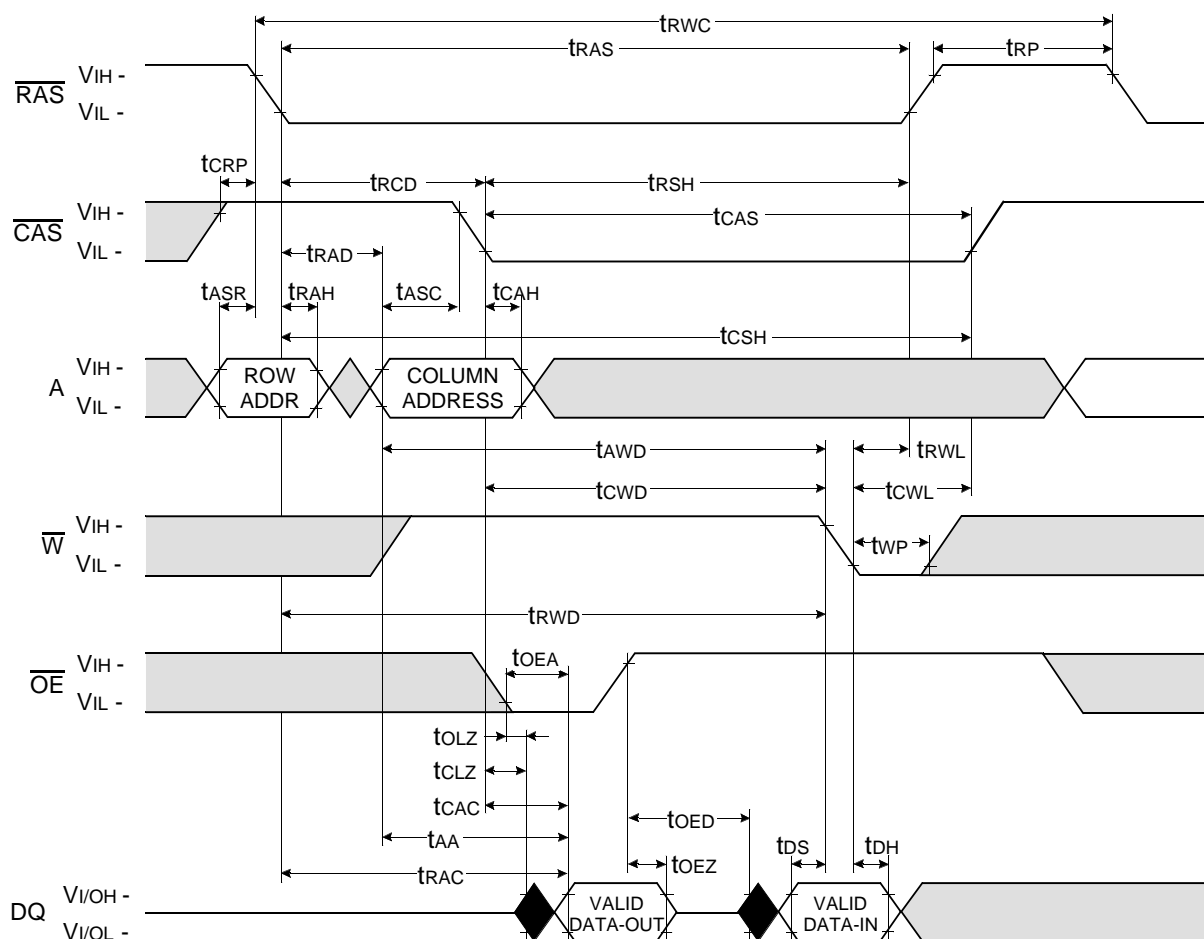 tRWC
tRAS
tRP
RAS
VIH -
VIL -
tCRP
tRCD
tRSH
CAS
VIH -
VIL -
tCAS
tRAD
tASR
tRAH
tASC
tCAH
tCSH
A
VIH -
VIL -
ROW
ADDR
COLUMN
ADDRESS
tAWD
tRWL
tCWD
tCWL
W
VIH -
VIL -
tWP
tRWD
OE
VIH -
VIL -
tOEA
tOLZ
tCLZ
tCAC
tOED
tAA
tDS
tDH
tOEZ
tRAC
DQ
VI/OH -
VI/OL -
VALID
DATA-OUT
VALID
DATA-IN